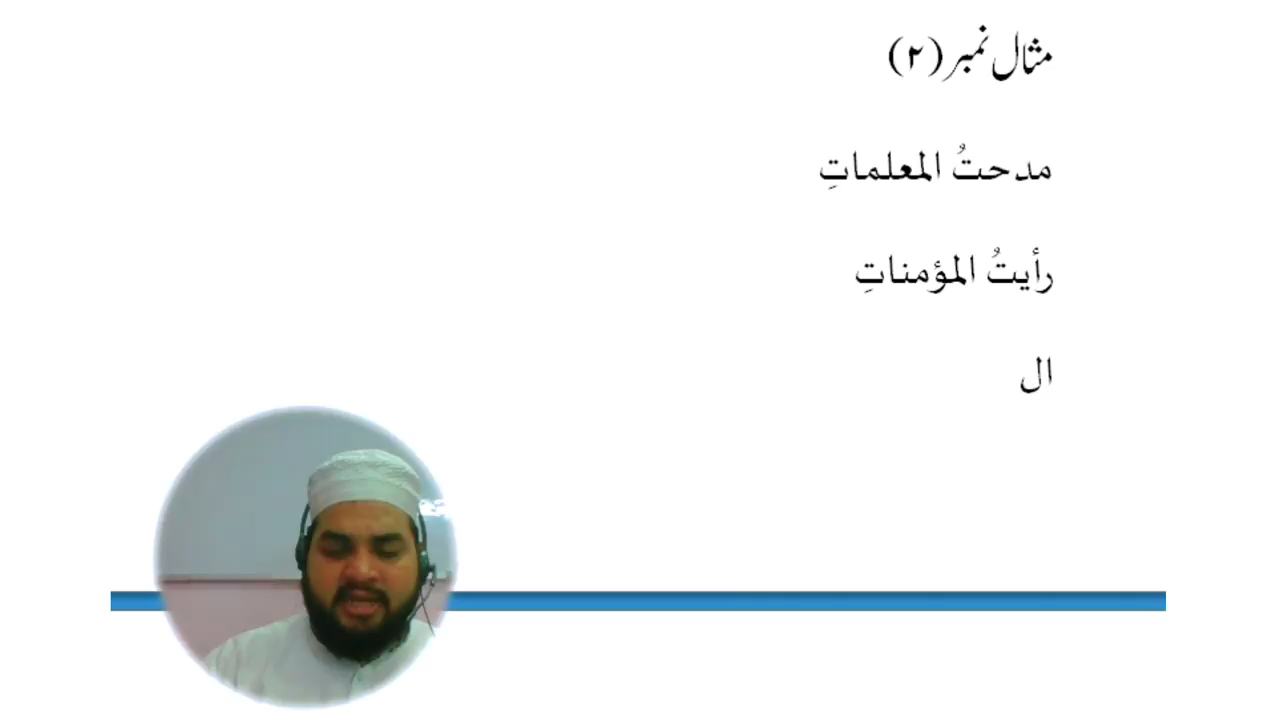 مثال نمبر (۲)
مدحتُ المعلماتِ
رأيتُ المؤمناتِ
ال